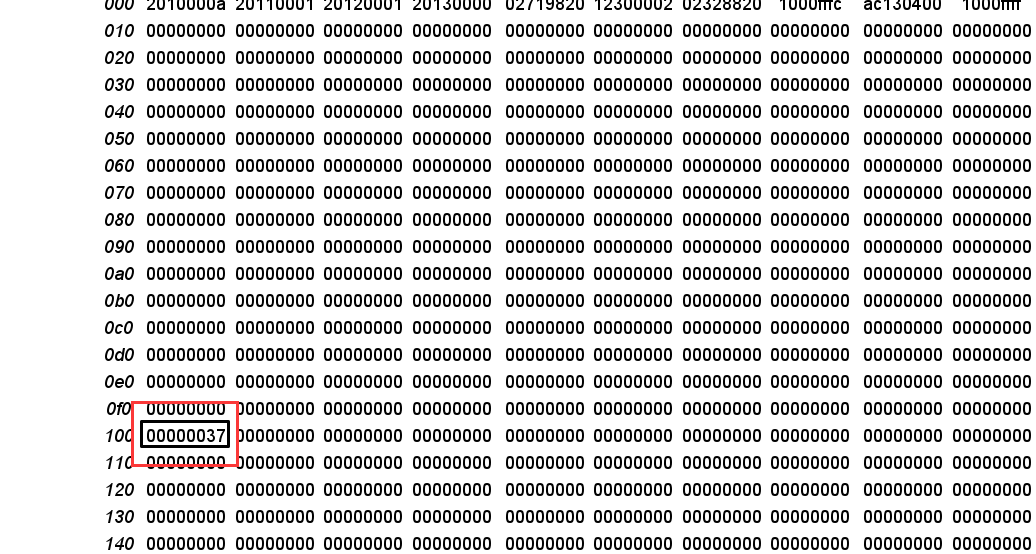 000 2010000a 20110001 20120001 20130000 02719820 12300002 02328820 1000fffc ac130400 1000ffff
010 00000000 00000000 00000000 00000000 00000000 00000000 00000000 00000000 00000000 00000000
020 00000000 00000000 00000000 00000000 00000000 00000000 00000000 00000000 00000000 00000000
030 00000000 00000000 00000000 00000000 00000000 00000000 00000000 00000000 00000000 00000000
040 00000000 00000000 00000000 00000000 00000000 00000000 00000000 00000000 00000000 00000000
050 00000000 00000000 00000000 00000000 00000000 00000000 00000000 00000000 00000000 00000000
060 00000000 00000000 00000000 00000000 00000000 00000000 00000000 00000000 00000000 00000000
070 00000000 00000000 00000000 00000000 00000000 00000000 00000000 00000000 00000000 00000000
080 00000000 00000000 00000000 00000000 00000000 00000000 00000000 00000000 00000000 00000000
090 00000000 00000000 00000000 00000000 00000000 00000000 00000000 00000000 00000000 00000000
0a0 00000000 00000000 00000000 00000000 00000000 00000000 00000000 00000000 00000000 00000000
0b0 00000000 00000000 00000000 00000000 00000000 00000000 00000000 00000000 00000000 00000000
0c0 00000000 00000000 00000000 00000000 00000000 00000000 00000000 00000000 00000000 00000000
0d0 00000000 00000000 00000000 00000000 00000000 00000000 00000000 00000000 00000000 00000000
0e0 00000000 00000000 00000000 00000000 00000000 00000000 00000000 00000000 00000000 00000000
0f0 00000000 00000000 00000000 00000000 00000000 00000000 00000000 00000000 00000000 00000000
100 00000037 00000000 00000000 00000000 00000000 00000000 00000000 00000000 00000000 00000000
110 00000000 00000000 00000000 00000000 00000000 00000000 00000000 00000000 00000000 00000000
120 00000000 00000000 00000000 00000000 00000000 00000000 00000000 00000000 00000000 00000000
130 00000000 00000000 00000000 00000000 00000000 00000000 00000000 00000000 00000000 00000000
140 00000000 00000000 00000000 00000000 00000000 00000000 00000000 00000000 00000000 00000000